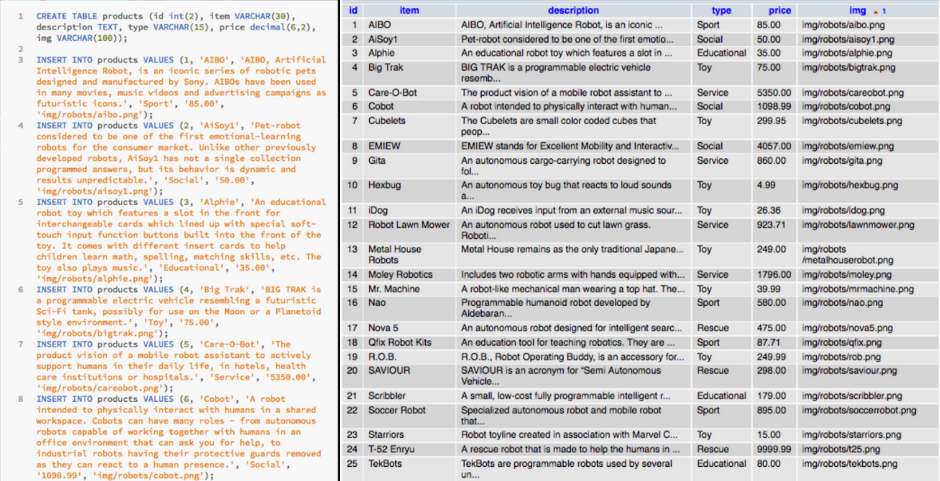 1 CREATE TABLE products (id int(2), item VARCHAR(30),
description TEXT, type VARCHAR(15), price decimal(6,2),
img VARCHAR(100));
2
3 INSERT INTO products VALUES (1, 'AIBO', 'AIBO, Artificial
Intelligence Robot, is an iconic series of robotic pets
designed and manufactured by Sony. AIBOs have been used
in many movies, music videos and advertising campaigns as
futuristic icons.', 'Sport', '85.00',
'img/robots/aibo.png');
4 INSERT INTO products VALUES (2, 'AiSoy1', 'Pet-robot
considered to be one of the first emotional-learning
robots for the consumer market. Unlike other previously
developed robots, AiSoy1 has not a single collection
programmed answers, but its behavior is dynamic and
results unpredictable.', 'Social', '50.00',
'img/robots/aisoy1.png');
5 INSERT INTO products VALUES (3, 'Alphie', 'An educational
robot toy which features a slot in the front for
interchangeable cards which lined up with special soft-
touch input function buttons built into the front of the
toy. It comes with different insert cards to help
children learn math, spelling, matching skills, etc. The
toy also plays music.', 'Educational', '35.00',
'img/robots/alphie.png');
6 INSERT INTO products VALUES (4, 'Big Trak', 'BIG TRAK is
a programmable electric vehicle resembling a futuristic
Sci-Fi tank, possibly for use on the Moon or a Planetoid
style environment.', 'Toy', '75.00',
'img/robots/bigtrak.png');
7 INSERT INTO products VALUES (5, 'Care-O-Bot', 'The
product vision of a mobile robot assistant to actively
support humans in their daily life, in hotels, health
care institutions or hospitals.', 'Service', '5350.00',
'img/robots/careobot.png');
8 INSERT INTO products VALUES (6, 'Cobot', 'A robot
intended to physically interact with humans in a shared
workspace. Cobots can have many roles - from autonomous
robots capable of working together with humans in an
office environment that can ask you for help, to
industrial robots having their protective guards removed
as they can react to a human presence.', 'Social',
'1098.99', 'img/robots/cobot.png');
id item description type price img 1
1 AIBO AIBO, Artificial Intelligence Robot, is an iconic ... Sport 85.00 img/robots/aibo.png
2 AiSoy1 Pet-robot considered to be one of the first emotio... Social 50.00 img/robots/aisoy1.png
3 Alphie An educational robot toy which features a slot in ... Educational 35.00 img/robots/alphie.png
4 Big Trak BIG TRAK is a programmable electric vehicle Toy 75.00 img/robots/bigtrak.png
resemb...
5 Care-O-Bot The product vision of a mobile robot assistant to ... Service 5350.00 img/robots/careobot.png
6 Cobot A robot intended to physically interact with human... Social 1098.99 img/robots/cobot.png
7 Cubelets The Cubelets are small color coded cubes that Toy 299.95 img/robots/cubelets.png
peop...
8 EMIEW EMIEW stands for Excellent Mobility and Interactiv... Social 4057.00 img/robots/emiew.png
9 Gita An autonomous cargo-carrying robot designed to Service 860.00 img/robots/gita.png
fol...
10 Hexbug An autonomous toy bug that reacts to loud sounds Toy 4.99 img/robots/hexbug.png
a...
11 iDog An iDog receives input from an external music sour... Toy 26.36 img/robots/idog.png
12 Robot Lawn Mower An autonomous robot used to cut lawn grass. Service 923.71 img/robots/lawnmower.png
Roboti...
13 Metal House Metal House remains as the only traditional Japane... Toy 249.00 img/robots
Robots /metalhouserobot.png
14 Moley Robotics Includes two robotic arms with hands equipped with... Service 1796.00 img/robots/moley.png
15 Mr. Machine A robot-like mechanical man wearing a top hat. The... Toy 39.99 img/robots/mrmachine.png
16 Nao Programmable humanoid robot developed by Sport 580.00 img/robots/nao.png
Aldebaran...
17 Nova 5 An autonomous robot designed for intelligent searc... Rescue 475.00 img/robots/nova5.png
18 Qfix Robot Kits An education tool for teaching robotics. They are ... Sport 87.71 img/robots/qfix.png
19 R.O.B. R.O.B., Robot Operating Buddy, is an accessory for... Toy 249.99 img/robots/rob.png
20 SAVIOUR SAVIOUR is an acronym for "Semi Autonomous Rescue 298.00 img/robots/saviour.png
Vehicle...
21 Scribbler A small, low-cost fully programmable intelligent r... Educational 179.00 img/robots/scribbler.png
22 Soccer Robot Specialized autonomous robot and mobile robot Sport 895.00 img/robots/soccerrobot.png
that...
23 Starriors Robot toyline created in association with Marvel C... Toy 15.00 img/robots/starriors.png
24 T-52 Enryu A rescue robot that is made to help the humans in ... Rescue 9999.99 img/robots/t25.png
25 TekBots TekBots are programmable robots used by several Educational 80.00 img/robots/tekbots.png
un...